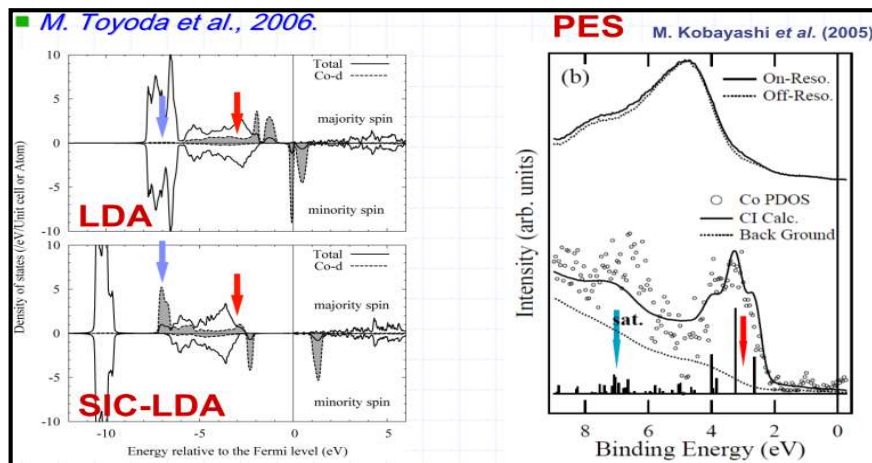 M. Toyoda et al., 2006.
PES
M. Kobayashi et al. (2005)
10
5
0
-5
-10
Total
Co-d
majority spin
minority spin
LDA
10
5
0
-5
-10
Total
Co-d
majority spin
minority spin
SIC-LDA
-10
-5
0
5
Density of states (/eV/Unit cell or Atom)
Energy relative to the Fermi level (eV)
(b)
On-Reso.
Off-Reso.
Co PDOS
CI Calc.
Back Ground
sat.
Intensity (arb. units)
8
6
4
2
0
Binding Energy (eV)